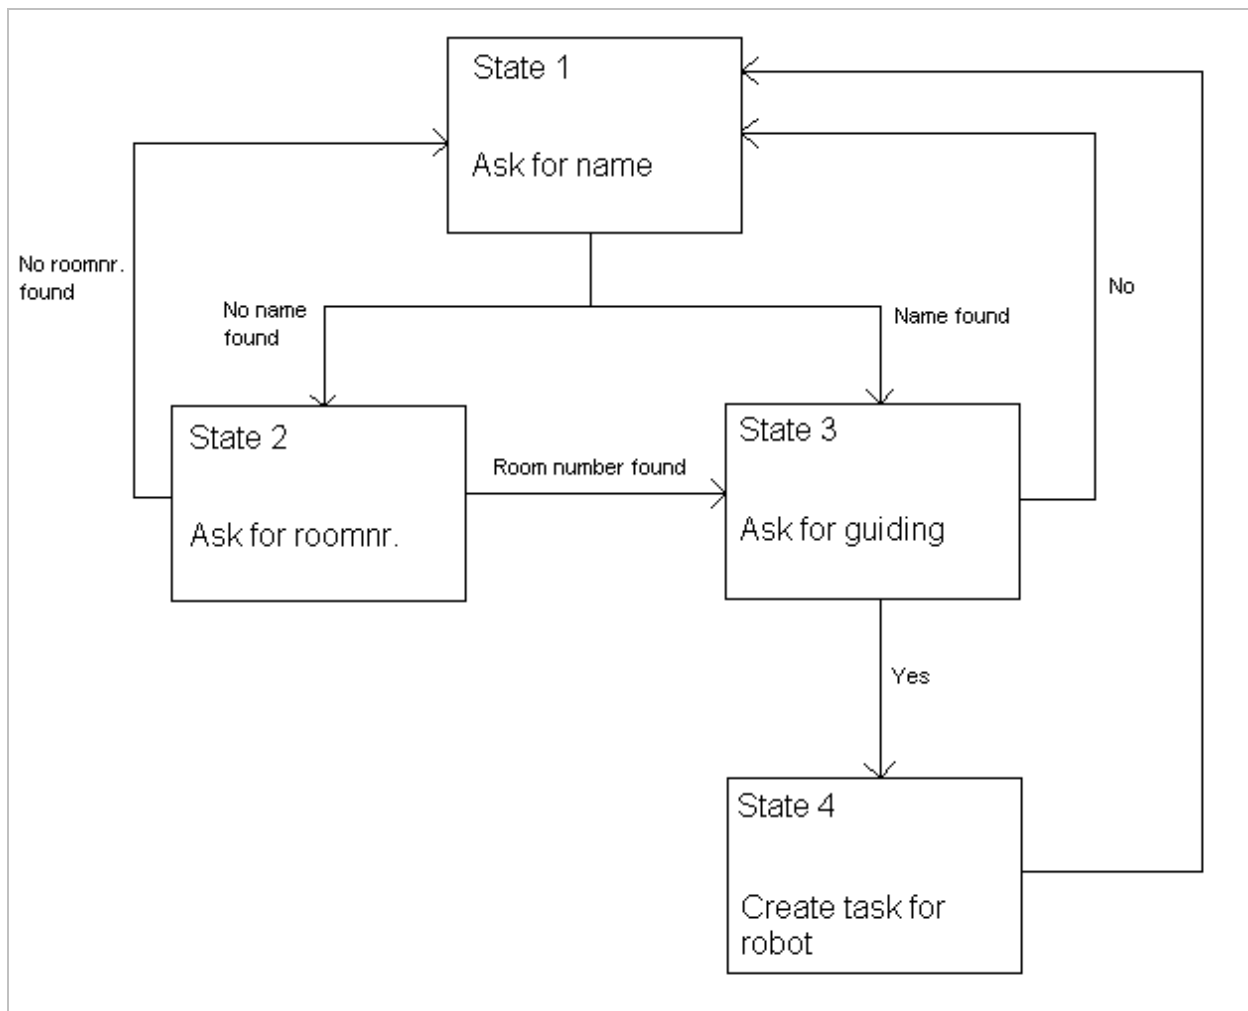 State 1
Ask for name
No roomnr.
found
No name
found
Name found
No
State 2
Ask for roomnr.
Room number found
State 3
Ask for guiding
Yes
State 4
Create task for
robot